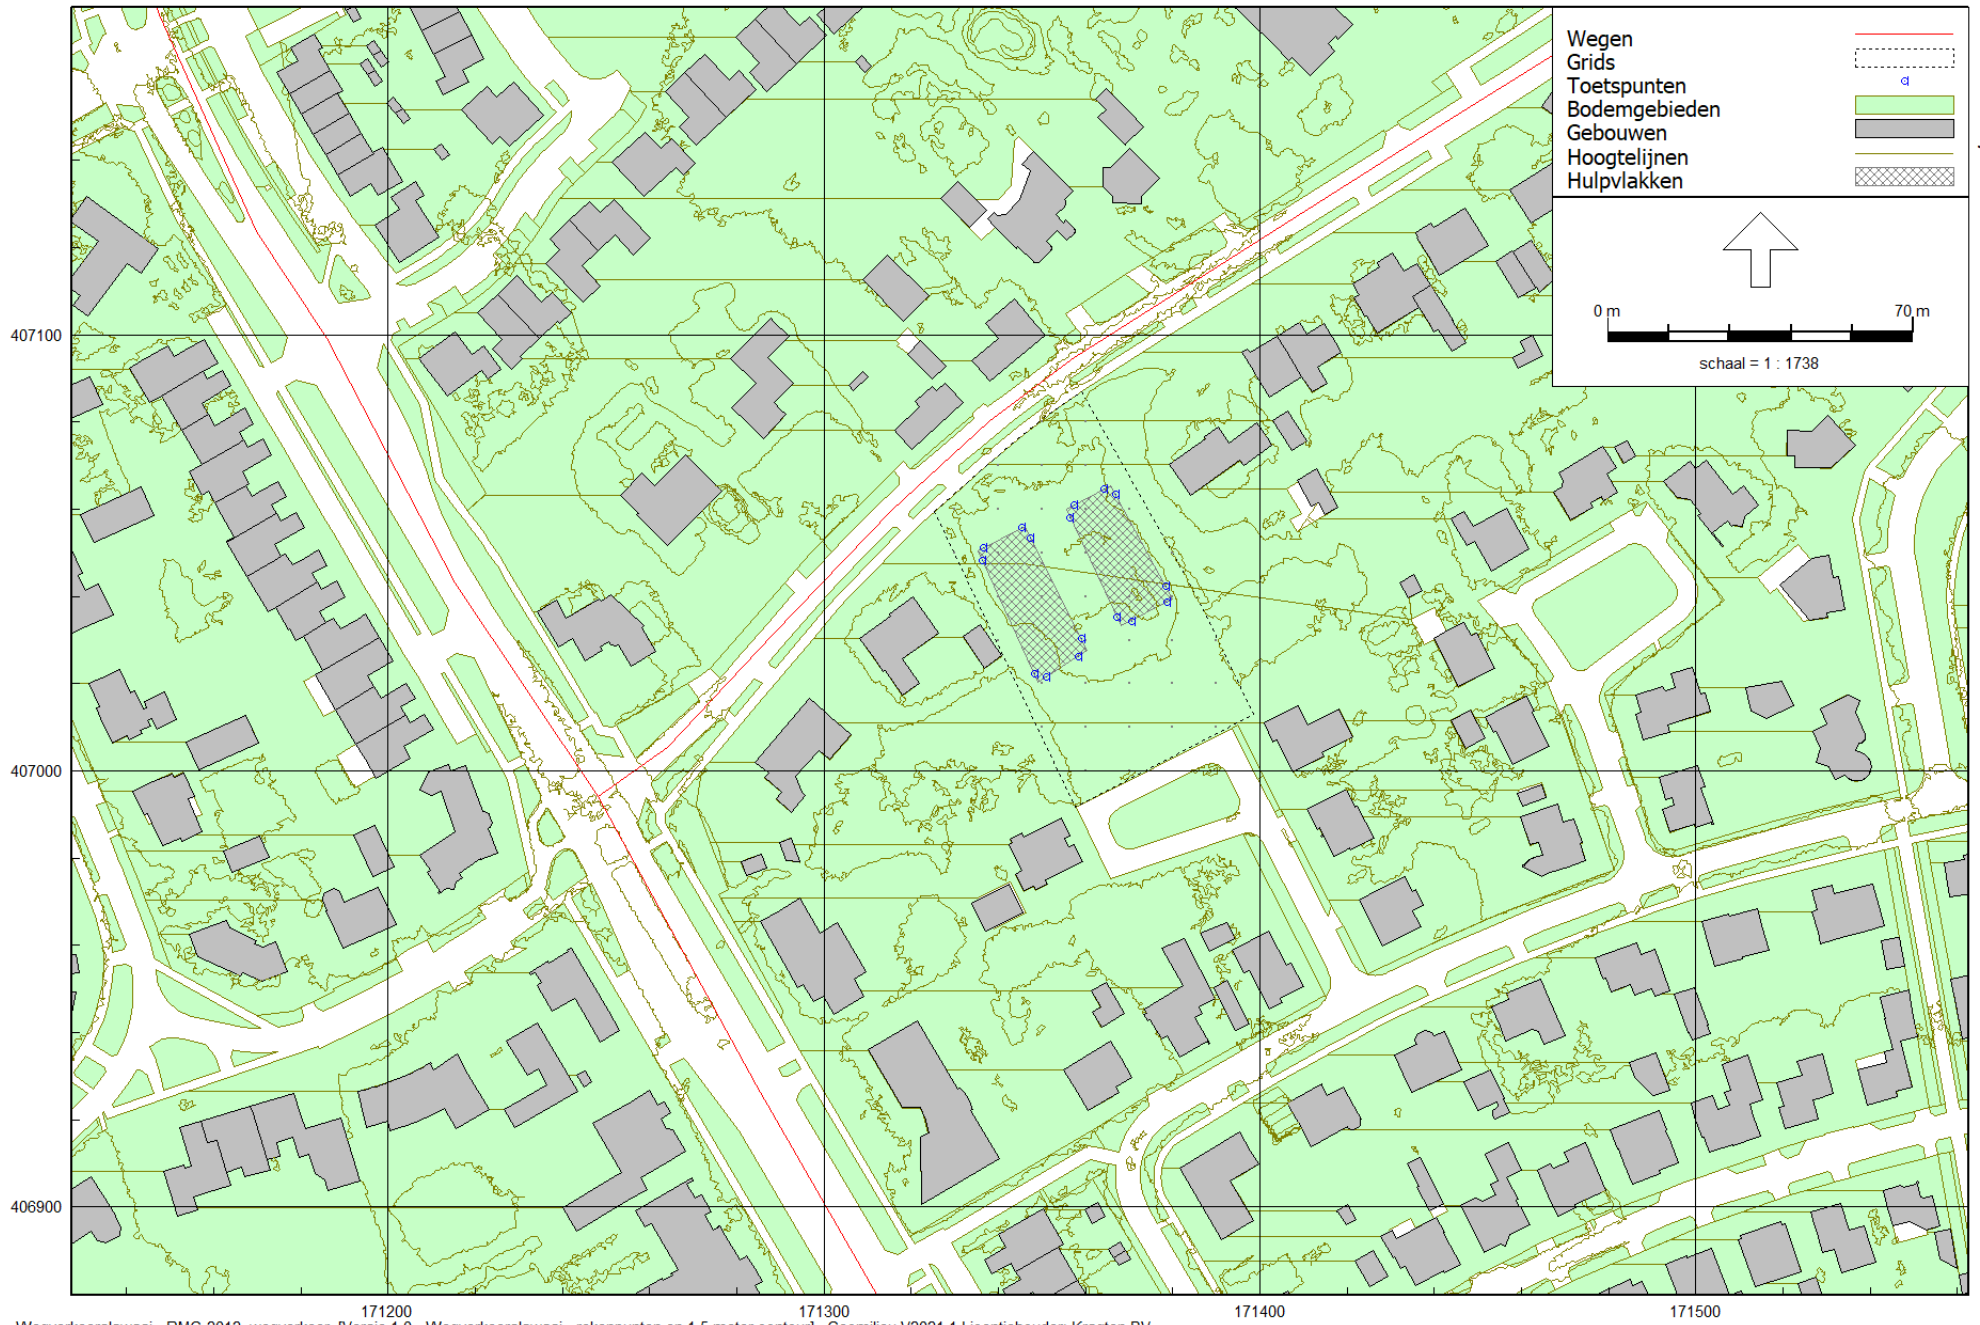 Wegen
Grids
Toetspunten
Bodemgebieden
Gebouwen
Hoogtelijnen
Hulpvlakken
0 m 70 m
schaal = 1 : 1738
407100
407000
406900
171200 171300 171400 171500